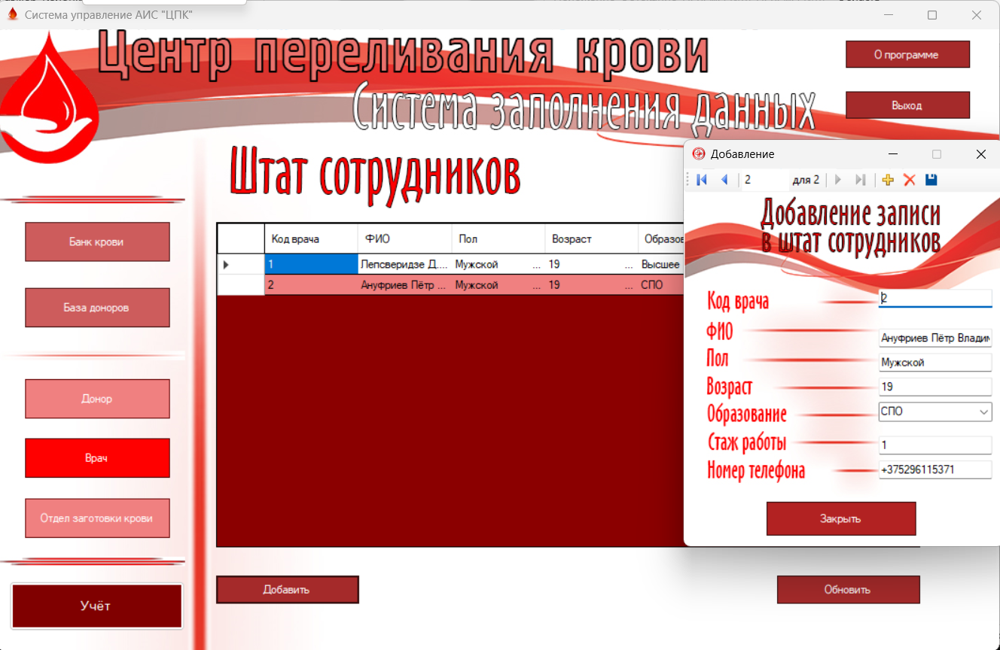 Система управление АИС "ЦПК"
Центр переливания крови
Система заполнения данных
О программе
Выход
Штат сотрудников
Банк крови
База доноров
Донор
Врач
Отдел заготовки крови
Учёт
Код врача ФИО Пол Возраст Образов
1 Лепсверидзе Д.... Мужской ... 19 ... Высшее
2 Ануфриев Пётр ... Мужской ... 19 ... СПО
Добавить
Обновить
Добавление
2 для 2
Добавление записи
в штат сотрудников
Код врача 2
ФИО Ануфриев Пётр Влади
Пол Мужской
Возраст 19
Образование СПО
Стаж работы 1
Номер телефона +375296115371
Закрыть